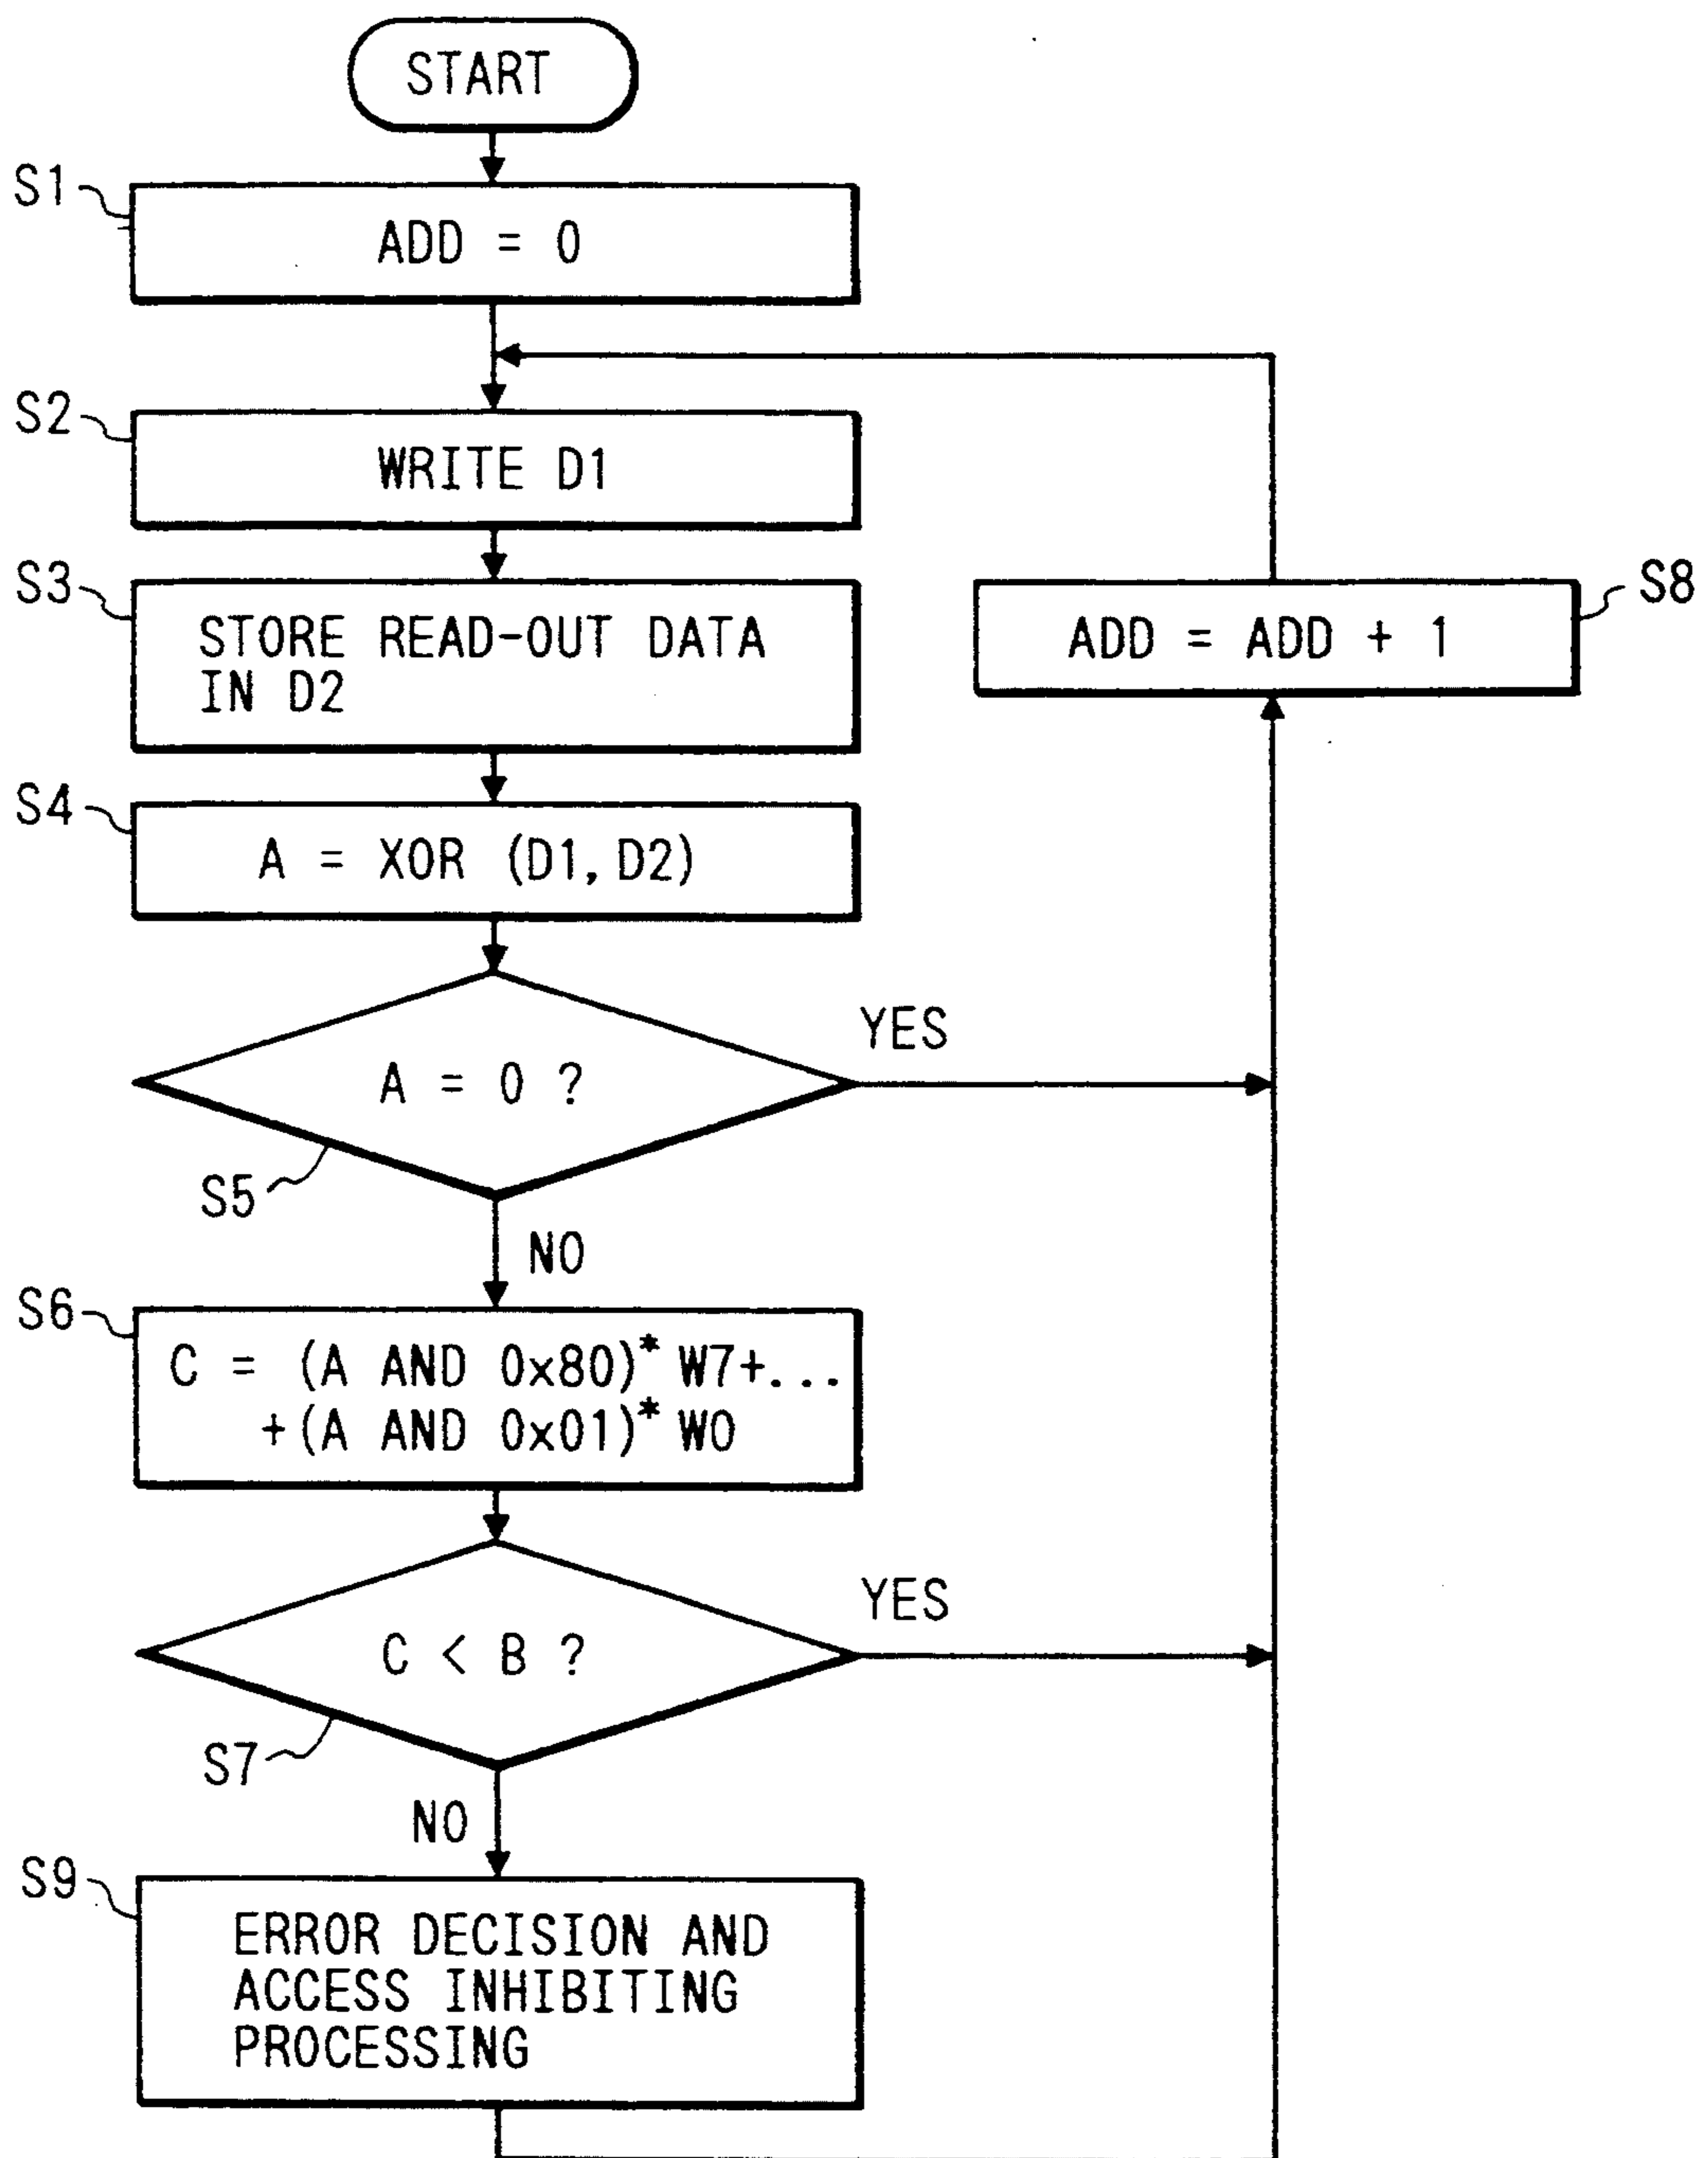 START
S1
ADD = 0
S2
WRITE D1
S3
STORE READ-OUT DATA
IN D2
S8
ADD = ADD + 1
S4
A = XOR (D1, D2)
YES
A = 0 ?
S5
NO
S6
C = (A AND 0x80)* W7+...
+(A AND 0x01)* W0
YES
C < B ?
S7
NO
S9
ERROR DECISION AND
ACCESS INHIBITING
PROCESSING